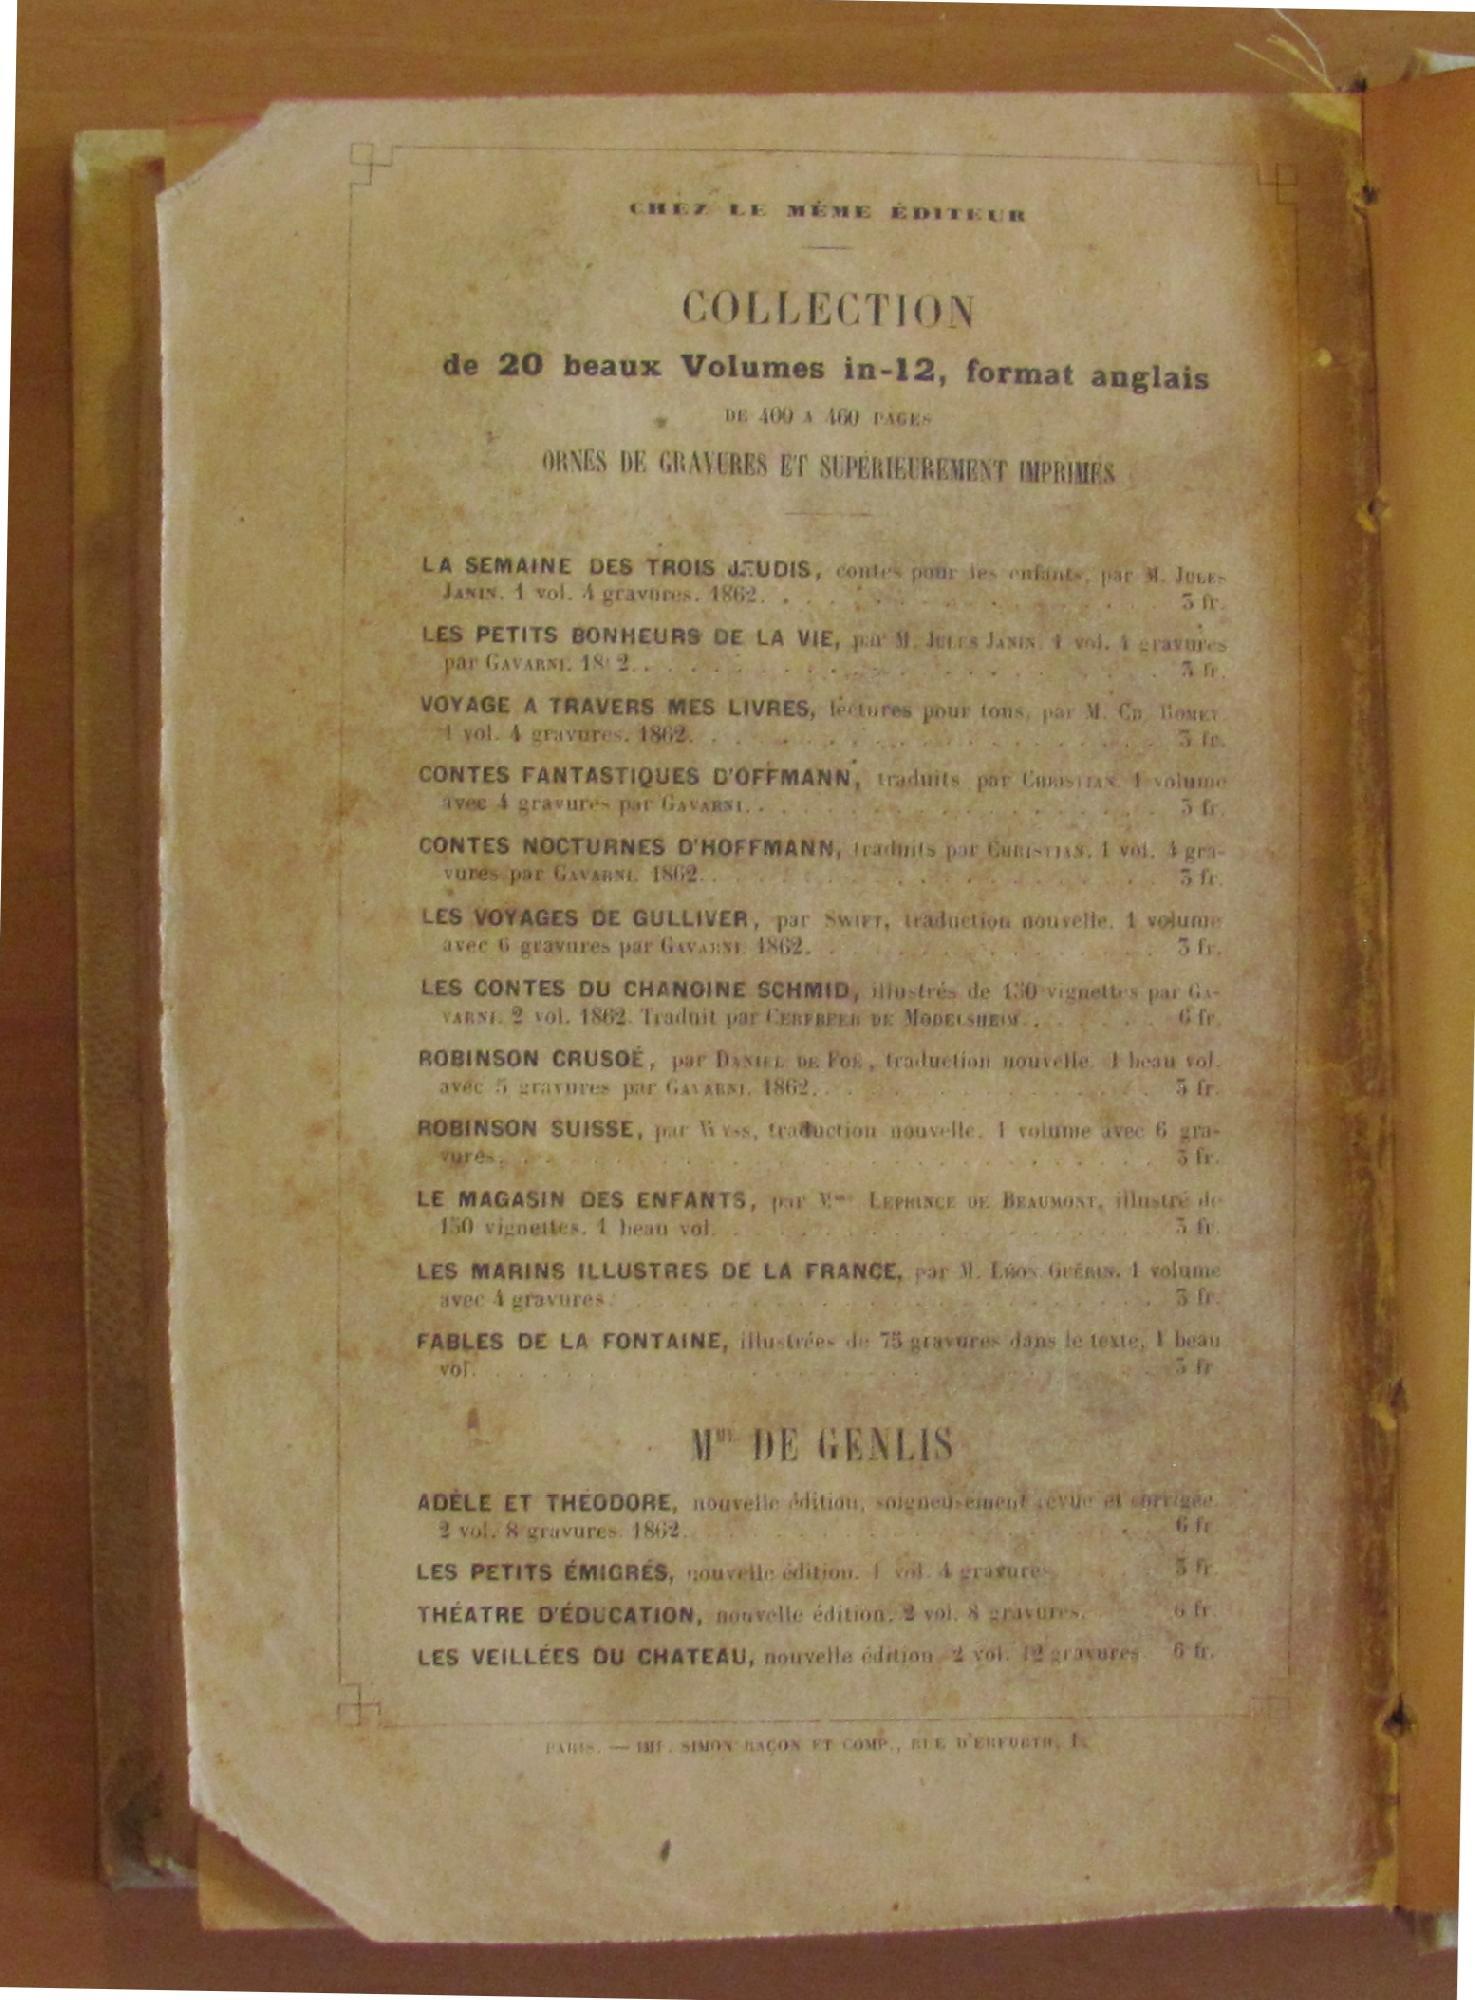 CHEZ LE MÊME ÉDITEUR
COLLECTION
de 20 beaux Volumes in-12, format anglais
DE 400 A 460 PAGES
ORNÉS DE GRAVURES ET SUPÉRIEUREMENT IMPRIMÉS
LA SEMAINE DES TROIS JEUDIS, contes pour les enfants, par M. JULES
JANIN. 1 vol. 4 gravures. 1862. . . . . . . . . . . . . 3 fr.
LES PETITS BONHEURS DE LA VIE, par M. JULES JANIN. 1 vol. 4 gravures
par GAVARNI. 18 2. . . . . . . . . . . . . . . . 3 fr.
VOYAGE A TRAVERS MES LIVRES, lectures pour tous, par M. CH. ROMEY.
1 vol. 4 gravures. 1862. . . . . . . . . . . . . . . 3 fr.
CONTES FANTASTIQUES D'OFFMANN, traduits par CHRISTIAN. 1 volume
avec 4 gravures par GAVARNI. . . . . . . . . . . . . . 3 fr.
CONTES NOCTURNES D'HOFFMANN, traduits par CHRISTIAN. 1 vol. 4 gra-
vures par GAVARNI. 1862. . . . . . . . . . . . . . . 3 fr.
LES VOYAGES DE GULLIVER, par SWIFT, traduction nouvelle. 1 volume
avec 6 gravures par GAVARNI. 1862. . . . . . . . . . . . 3 fr.
LES CONTES DU CHANOINE SCHMID, illustrés de 150 vignettes par GA-
VARNI. 2 vol. 1862. Traduit par CERFBEER DE MÖDELSHEIM. . . . . 6 fr.
ROBINSON CRUSOÉ, par DANIEL DE FOE, traduction nouvelle. 1 beau vol.
avec 5 gravures par GAVARNI. 1862. . . . . . . . . . . . 3 fr.
ROBINSON SUISSE, par Wyss, traduction nouvelle. 1 volume avec 6 gra-
vures. . . . . . . . . . . . . . . . . . . 3 fr.
LE MAGASIN DES ENFANTS, par Mme LEPRINCE DE BEAUMONT, illustré de
150 vignettes. 1 beau vol. . . . . . . . . . . . . . . 3 fr.
LES MARINS ILLUSTRES DE LA FRANCE, par M. LÉON GUÉRIN. 1 volume
avec 4 gravures. . . . . . . . . . . . . . . . . 3 fr.
FABLES DE LA FONTAINE, illustrées de 75 gravures dans le texte, 1 beau
vol. . . . . . . . . . . . . . . . . . . . 3 fr
Mme DE GENLIS
ADÈLE ET THÉODORE, nouvelle édition, soigneusement revue et corrigée.
2 vol. 8 gravures. 1862. . . . . . . . . . . . . . . 6 fr
LES PETITS ÉMIGRÉS, nouvelle édition. 1 vol. 4 gravures. 3 fr.
THÉATRE D'ÉDUCATION, nouvelle édition. 2 vol. 8 gravures. 6 fr.
LES VEILLÉES DU CHATEAU, nouvelle édition. 2 vol. 12 gravures 6 fr.
PARIS. — IMP. SIMON RAÇON ET COMP., RUE D'ERFURTH, 1.